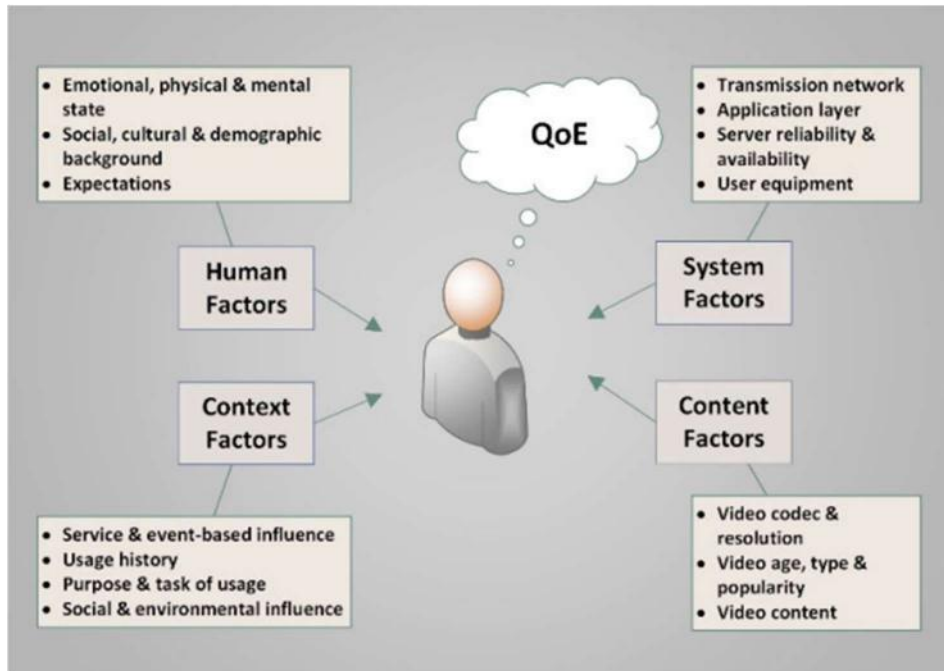 • Emotional, physical & mental
state
• Social, cultural & demographic
background
• Expectations
QoE
• Transmission network
• Application layer
• Server reliability &
availability
• User equipment
Human
Factors
System
Factors
Context
Factors
Content
Factors
• Service & event-based influence
• Usage history
• Purpose & task of usage
• Social & environmental influence
• Video codec &
resolution
• Video age, type &
popularity
• Video content